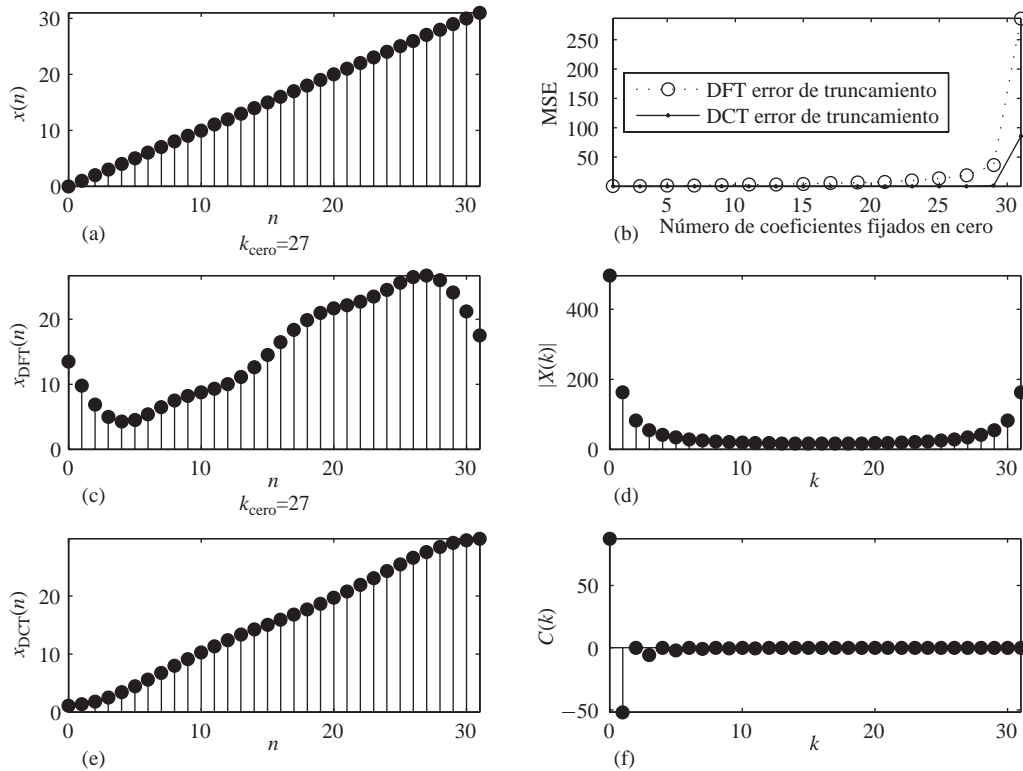 30
20
10
0
x(n)
0 10 20 30
n
(a)
250
200
150
100
50
MSE
DFT error de truncamiento
DCT error de truncamiento
5 10 15 20 25 30
(b) Número de coeficientes fijados en cero
k_cero=27
20
10
0
x_DFT(n)
0 10 20 30
n
(c)
400
200
0
|X(k)|
0 10 20 30
k
(d)
k_cero=27
20
10
0
x_DCT(n)
0 10 20 30
n
(e)
50
0
−50
C(k)
0 10 20 30
k
(f)